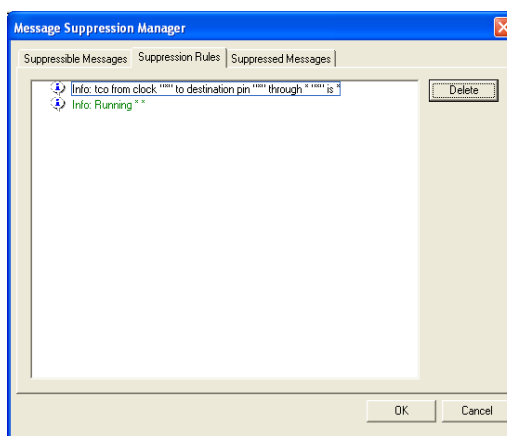 Message Suppression Manager
Suppressible Messages Suppression Rules Suppressed Messages
Info: tco from clock "*" to destination pin "*" through * "*" is *
Info: Running * *
Delete
OK Cancel